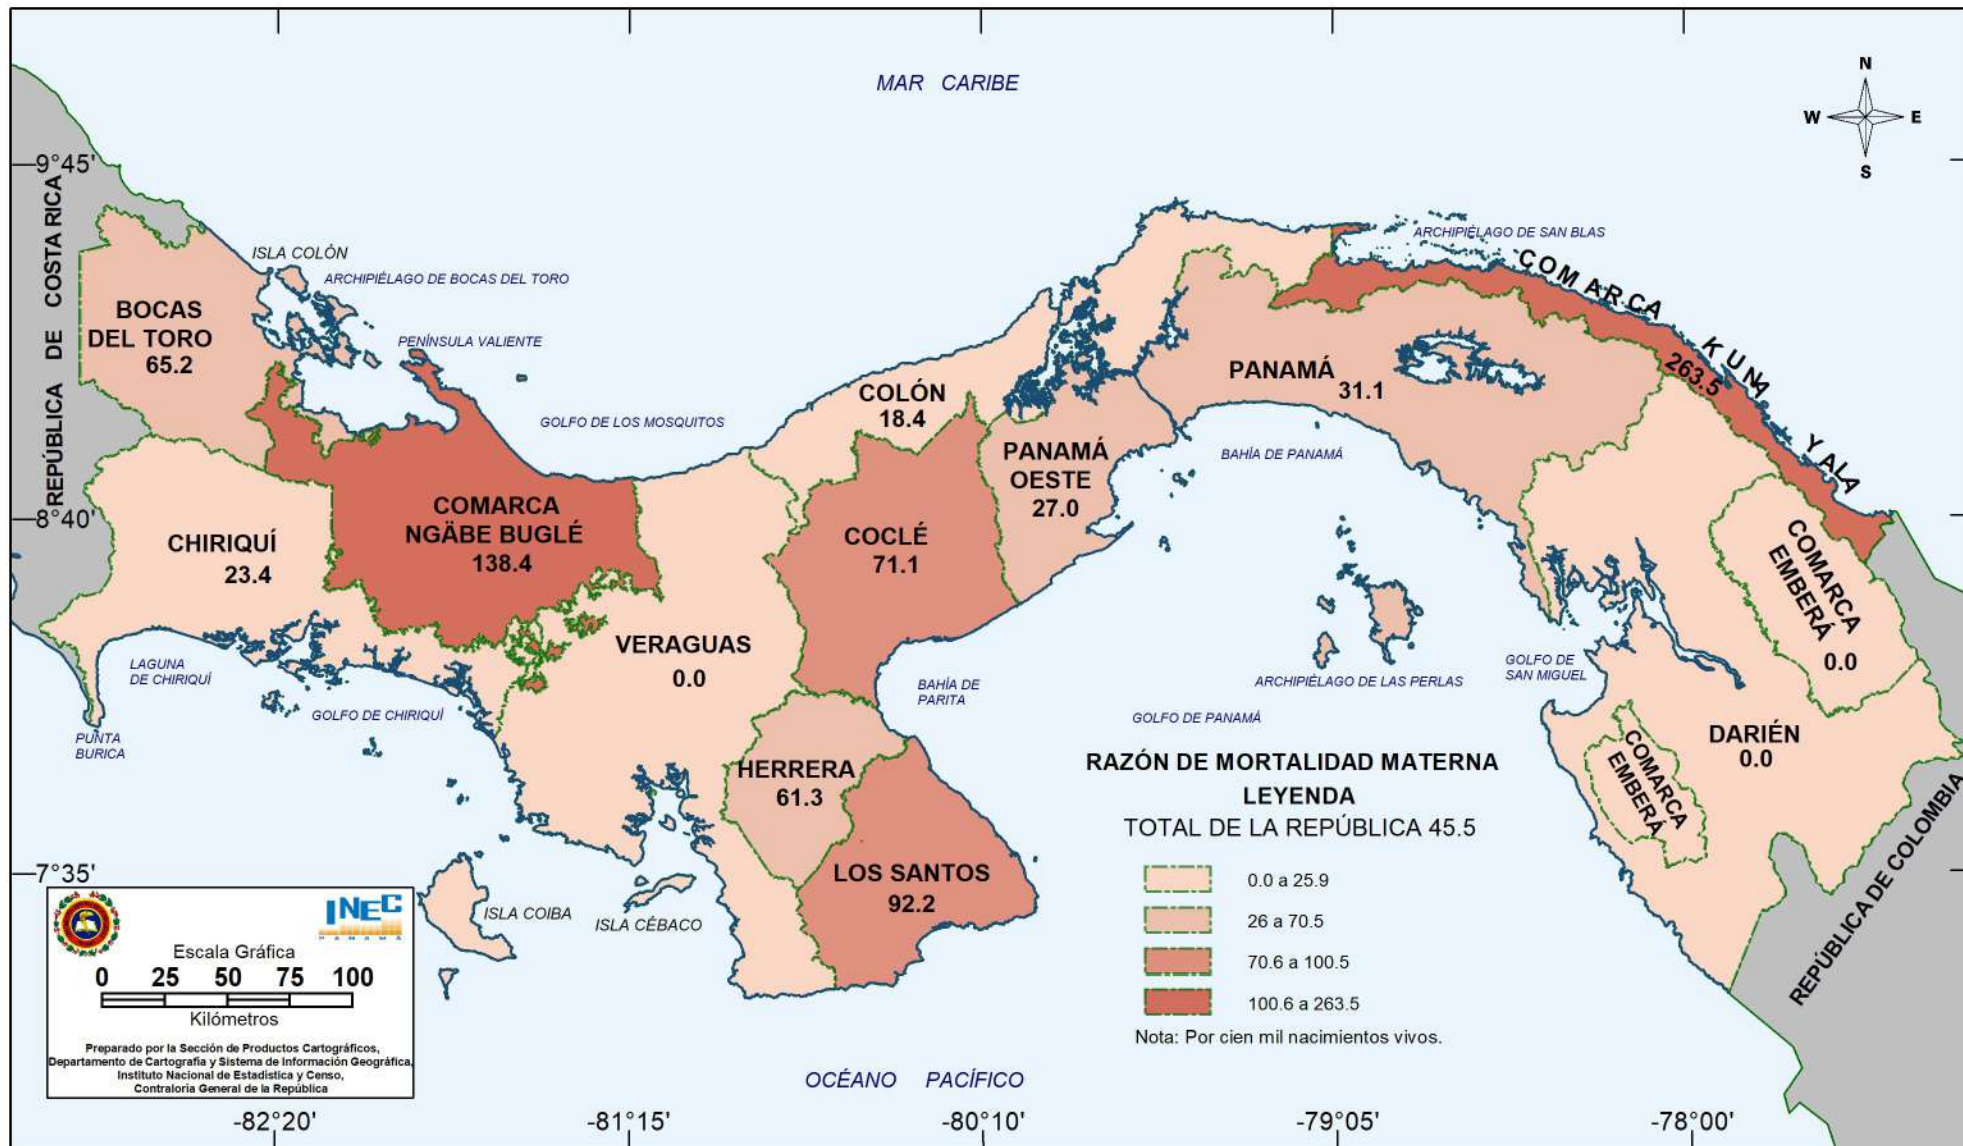 MAR CARIBE
N
W E
S
9°45'
8°40'
7°35'
REPÚBLICA DE COSTA RICA
ISLA COLÓN
ARCHIPIÉLAGO DE BOCAS DEL TORO
BOCAS
DEL TORO
65.2
PENÍNSULA VALIENTE
GOLFO DE LOS MOSQUITOS
ARCHIPIÉLAGO DE SAN BLAS
COMARCA KUNA YALA
263.5
COLÓN
18.4
PANAMÁ
31.1
PANAMÁ
OESTE
27.0
BAHÍA DE PANAMÁ
CHIRIQUÍ
23.4
COMARCA
NGÄBE BUGLÉ
138.4
COCLÉ
71.1
VERAGUAS
0.0
COMARCA
EMBERÁ
0.0
LAGUNA
DE CHIRIQUÍ
GOLFO DE CHIRIQUÍ
PUNTA
BURICA
BAHÍA DE
PARITA
ARCHIPIÉLAGO DE LAS PERLAS
GOLFO DE
SAN MIGUEL
GOLFO DE PANAMÁ
DARIÉN
0.0
COMARCA
EMBERÁ
HERRERA
61.3
LOS SANTOS
92.2
ISLA COIBA
ISLA CÉBACO
REPÚBLICA DE COLOMBIA
RAZÓN DE MORTALIDAD MATERNA
LEYENDA
TOTAL DE LA REPÚBLICA 45.5
0.0 a 25.9
26 a 70.5
70.6 a 100.5
100.6 a 263.5
Nota: Por cien mil nacimientos vivos.
INEC
PANAMÁ
Escala Gráfica
0 25 50 75 100
Kilómetros
Preparado por la Sección de Productos Cartográficos,
Departamento de Cartografía y Sistema de Información Geográfica,
Instituto Nacional de Estadística y Censo,
Contraloría General de la República
OCÉANO PACÍFICO
-82°20' -81°15' -80°10' -79°05' -78°00'